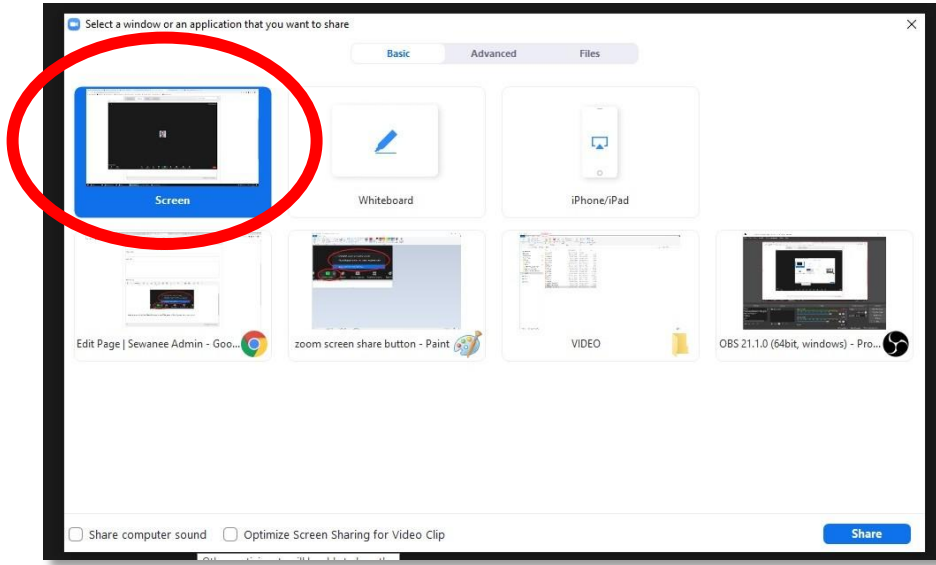 Select a window or an application that you want to share
Basic Advanced Files
Screen Whiteboard iPhone/iPad
Edit Page | Sewanee Admin - Goo... zoom screen share button - Paint VIDEO OBS 21.1.0 (64bit, windows) - Pro...
Share computer sound Optimize Screen Sharing for Video Clip Share